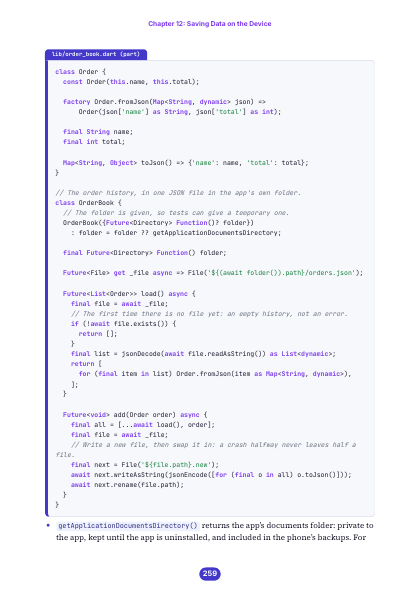 Chapter 12: Saving Data on the Device
lib/order_book.dart (part)
class Order {
  const Order(this.name, this.total);

  factory Order.fromJson(Map<String, dynamic> json) =>
      Order(json['name'] as String, json['total'] as int);

  final String name;
  final int total;

  Map<String, Object> toJson() => {'name': name, 'total': total};
}

// The order history, in one JSON file in the app's own folder.
class OrderBook {
  // The folder is given, so tests can give a temporary one.
  OrderBook({Future<Directory> Function()? folder})
    : folder = folder ?? getApplicationDocumentsDirectory;

  final Future<Directory> Function() folder;

  Future<File> get _file async => File('${(await folder()).path}/orders.json');

  Future<List<Order>> load() async {
    final file = await _file;
    // The first time there is no file yet: an empty history, not an error.
    if (!await file.exists()) {
      return [];
    }
    final list = jsonDecode(await file.readAsString()) as List<dynamic>;
    return [
      for (final item in list) Order.fromJson(item as Map<String, dynamic>),
    ];
  }

  Future<void> add(Order order) async {
    final all = [...await load(), order];
    final file = await _file;
    // Write a new file, then swap it in: a crash halfway never leaves half a
file.
    final next = File('${file.path}.new');
    await next.writeAsString(jsonEncode([for (final o in all) o.toJson()]));
    await next.rename(file.path);
  }
}
• getApplicationDocumentsDirectory() returns the app's documents folder: private to
the app, kept until the app is uninstalled, and included in the phone's backups. For
259